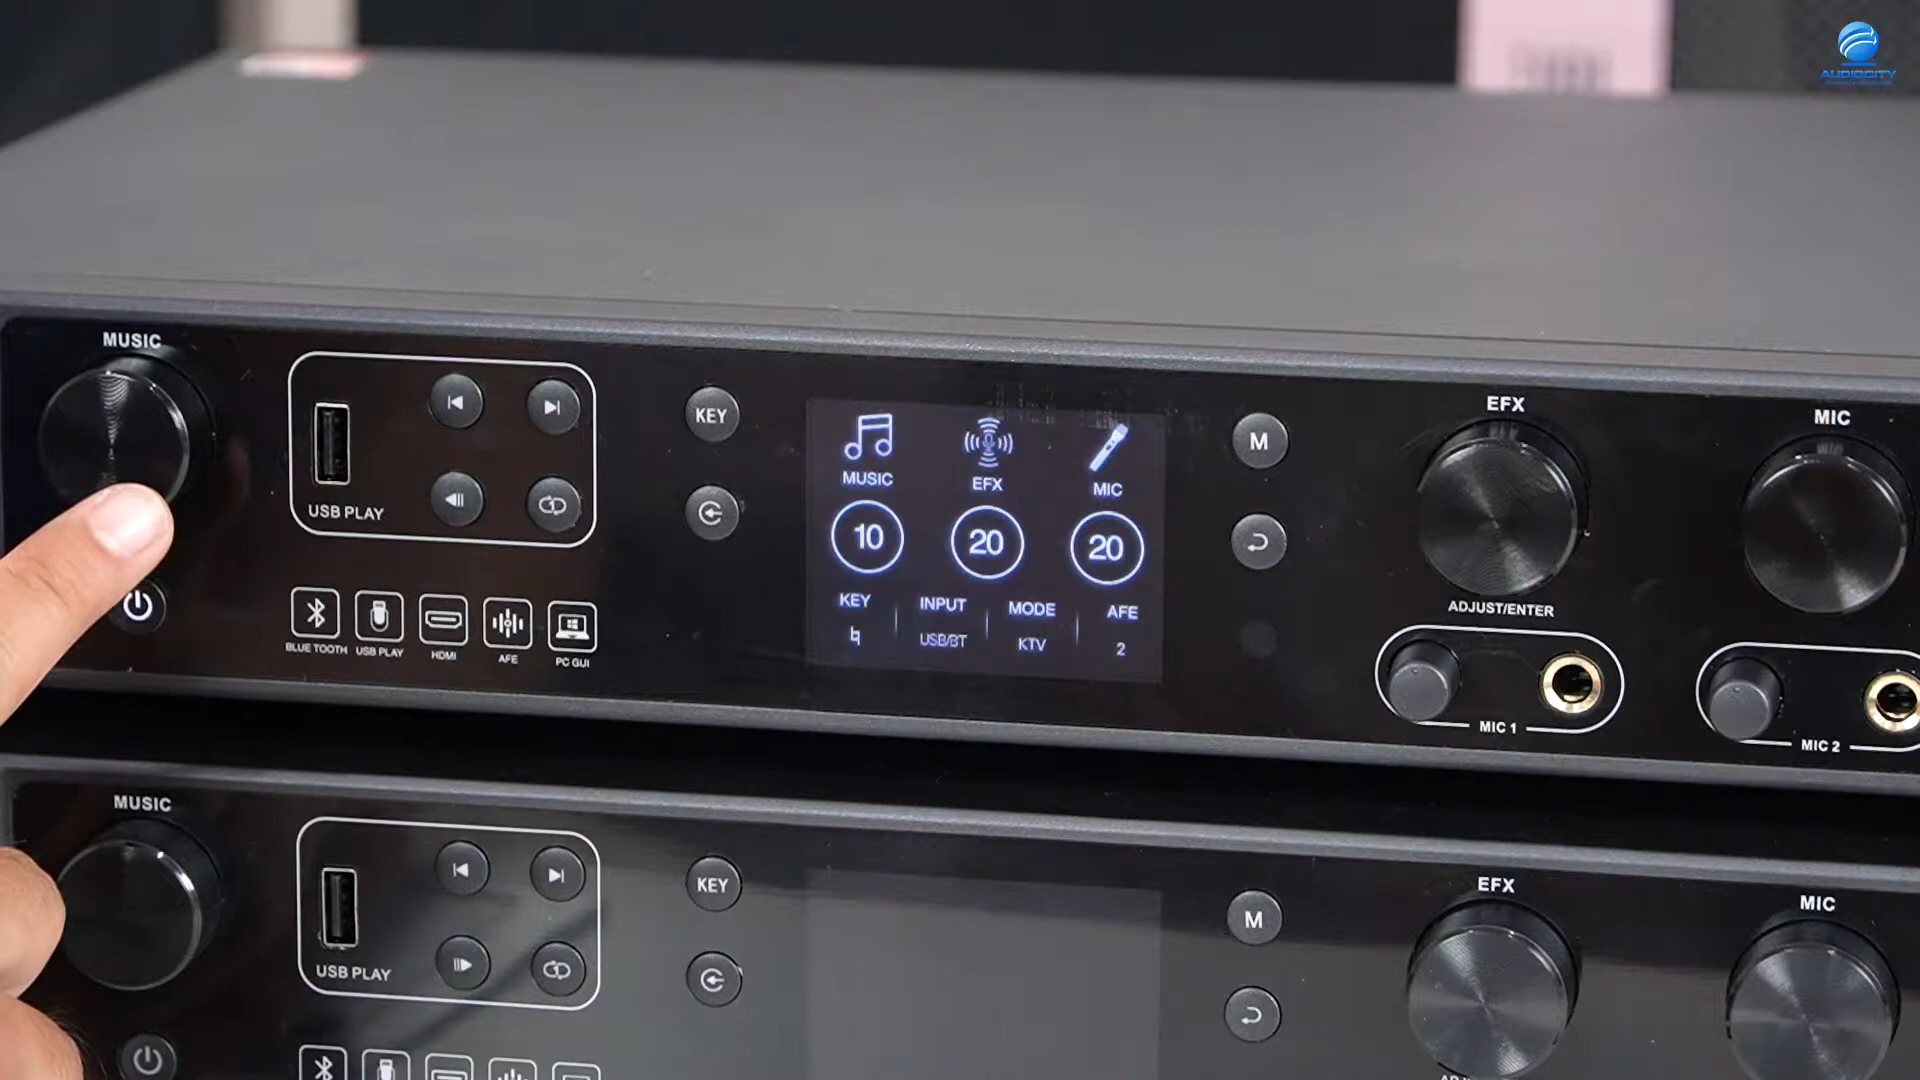 AUDIOCITY
MUSIC
USB PLAY
KEY
MUSIC
EFX
MIC
10
20
20
KEY
INPUT
MODE
AFE
♮
USB/BT
KTV
2
M
EFX
MIC
ADJUST/ENTER
MIC 1
MIC 2
BLUE TOOTH
USB PLAY
HDMI
AFE
PC GUI
MUSIC
USB PLAY
KEY
M
EFX
MIC